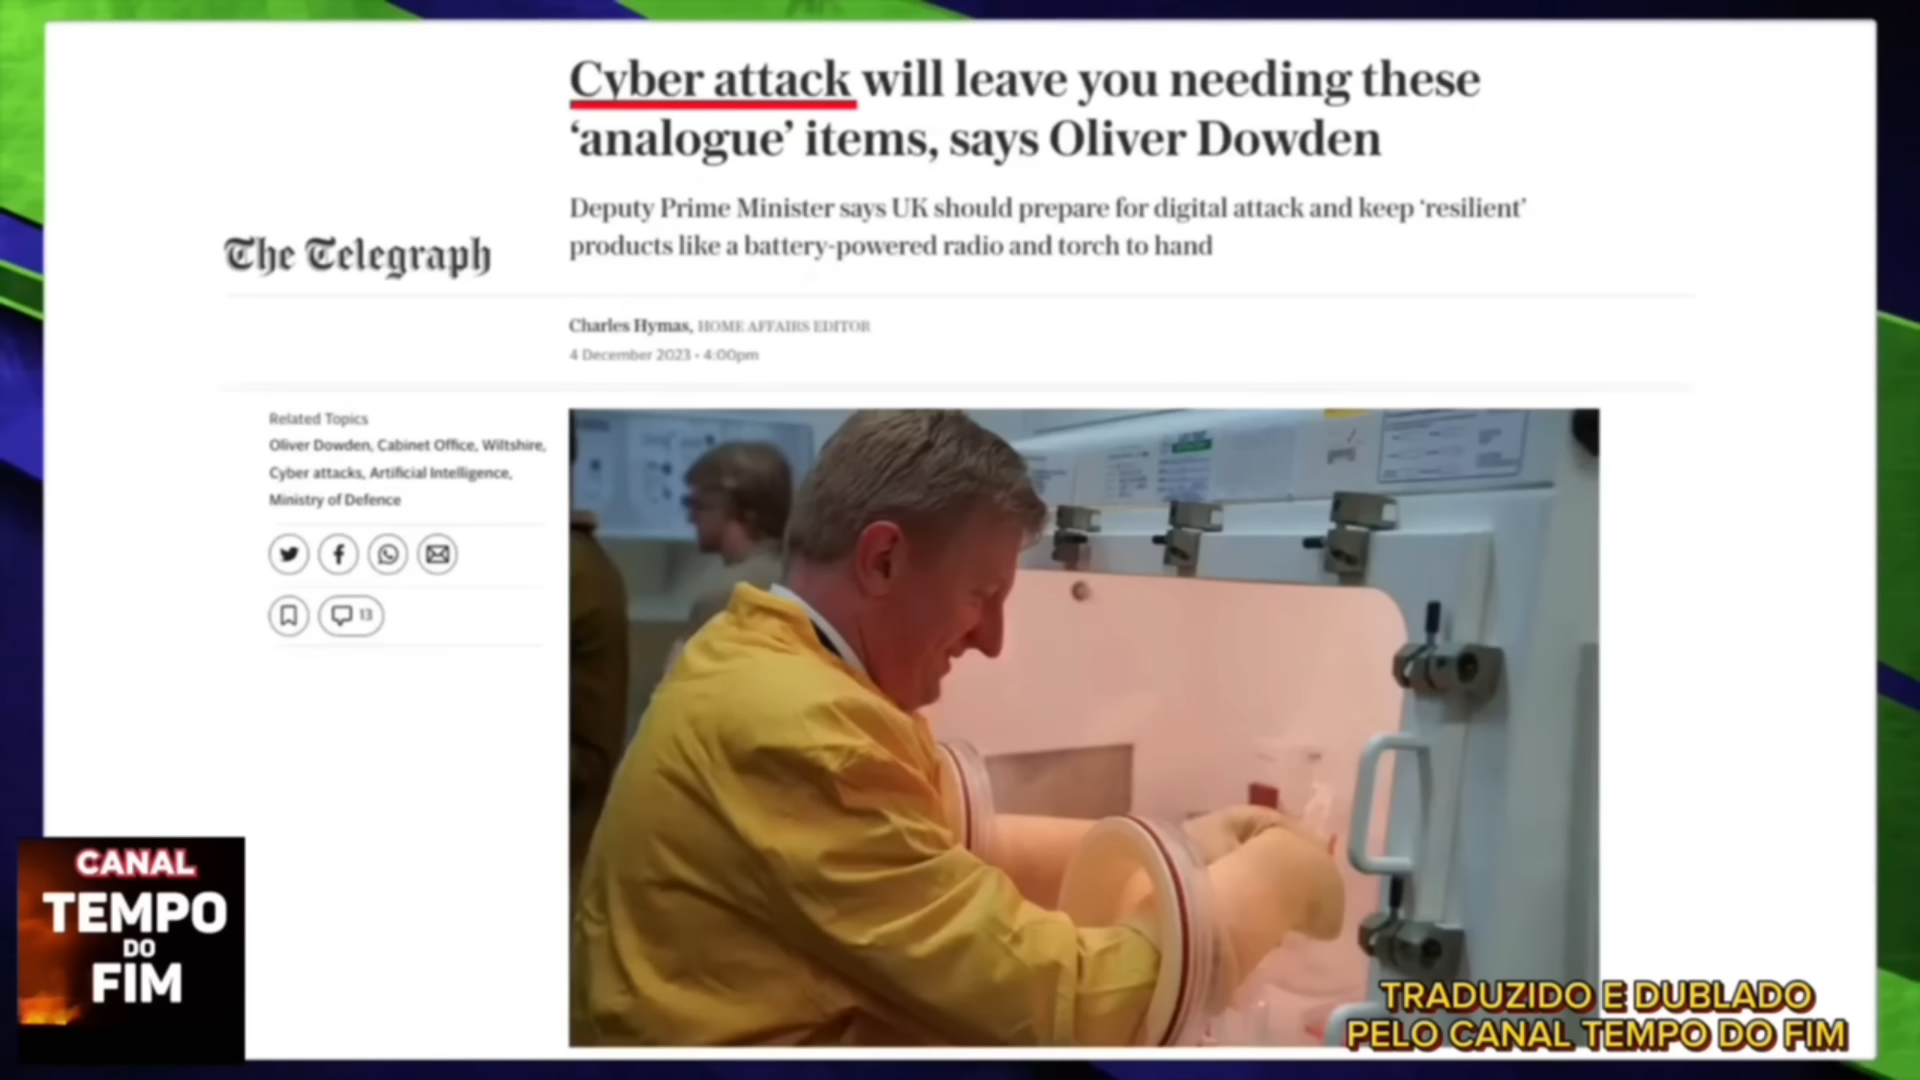 Cyber attack will leave you needing these
‘analogue’ items, says Oliver Dowden
Deputy Prime Minister says UK should prepare for digital attack and keep ‘resilient’
products like a battery-powered radio and torch to hand
The Telegraph
Charles Hymas, HOME AFFAIRS EDITOR
4 December 2023 • 4:00pm
Related Topics
Oliver Dowden, Cabinet Office, Wiltshire,
Cyber attacks, Artificial Intelligence,
Ministry of Defence
13
CANAL
TEMPO
DO
FIM
TRADUZIDO E DUBLADO
PELO CANAL TEMPO DO FIM